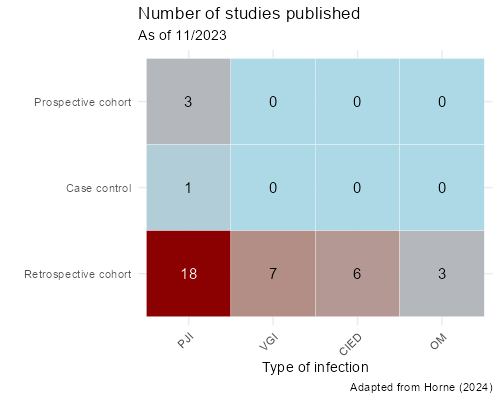 Number of studies published
As of 11/2023
Prospective cohort 3 0 0 0
Case control 1 0 0 0
Retrospective cohort 18 7 6 3
PJI VGI CIED OM
Type of infection
Adapted from Horne (2024)